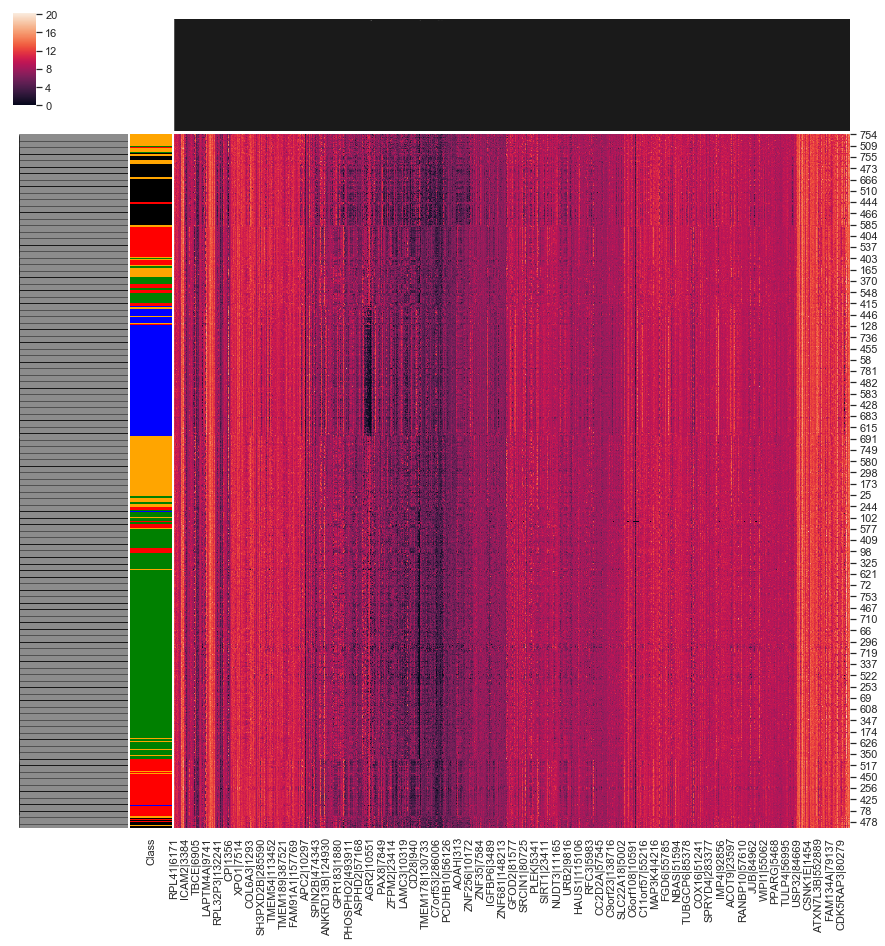 20
16
12
8
4
0
754
509
755
473
666
510
444
466
585
404
537
403
165
370
548
415
446
128
736
455
58
781
482
583
428
683
615
691
749
580
298
173
25
244
102
577
409
98
325
621
72
753
467
710
66
296
719
337
522
253
69
608
347
174
626
350
517
450
256
425
78
478
Class
RPL41|6171
ICAM2|3384
TBCE|6905
LAPTM4A|9741
RPL32P3|132241
CP|1356
XPO1|7514
COL6A3|1293
SH3PXD2B|285590
TMEM54|113452
TMEM189|387521
FAM91A1|157769
APC2|10297
SPIN2B|474343
ANKRD13B|124930
GPR183|1880
PHOSPHO2|493911
ASPHD2|57168
AGR2|10551
PAX8|7849
ZFPM2|23414
LAMC3|10319
CD28|940
TMEM178|130733
C7orf63|286006
PCDHB10|56126
AOAH|313
ZNF256|10172
ZNF33|7584
IGFBP6|3489
ZNF681|148213
GFOD2|81577
SRCIN1|80725
PLEK|5341
SIRT1|23411
NUDT3|11165
URB2|9816
HAUS1|115106
RFC3|5983
CC2D2A|57545
C9orf23|138716
SLC22A18|5002
C6orf108|10591
C11orf57|55216
MAP3K4|4216
FGD6|55785
NBAS|51594
TUBGCP6|85378
COX16|51241
SPRYD4|283377
IMP4|92856
ACOT9|23597
RANBP10|57610
JUB|84962
WIPI1|55062
PPARG|5468
TULP4|56995
USP32|84669
CSNK1E|1454
ATXN7L3B|552889
FAM134A|79137
CDK5RAP3|80279